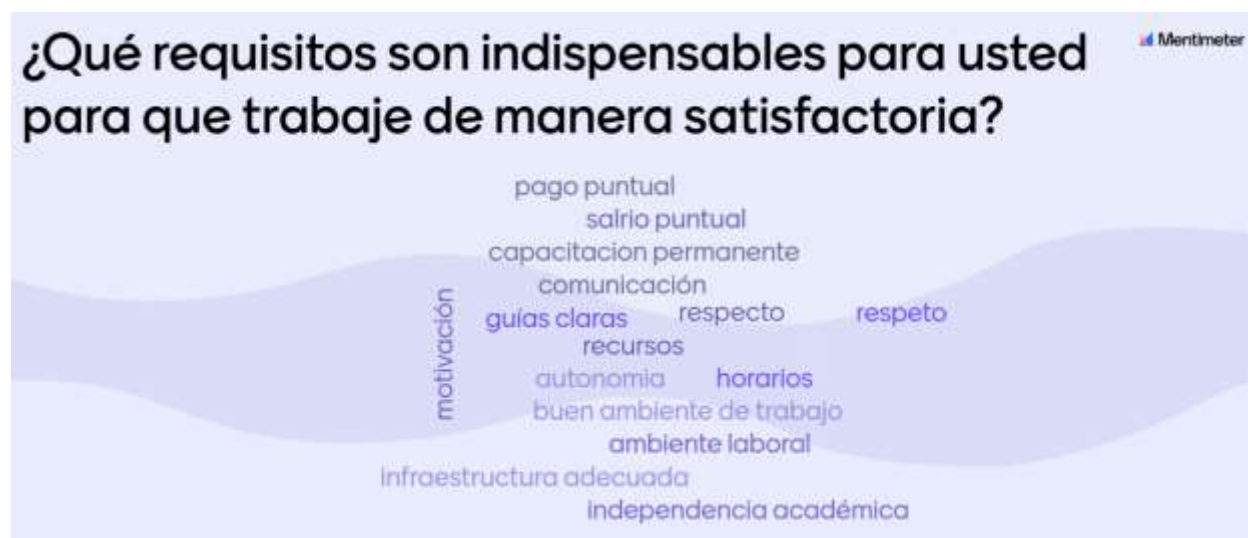 ¿Qué requisitos son indispensables para usted
para que trabaje de manera satisfactoria?
Mentimeter
pago puntual
salrio puntual
capacitacion permanente
comunicación
motivación
guías claras
respecto
respeto
recursos
autonomia
horarios
buen ambiente de trabajo
ambiente laboral
infraestructura adecuada
independencia académica